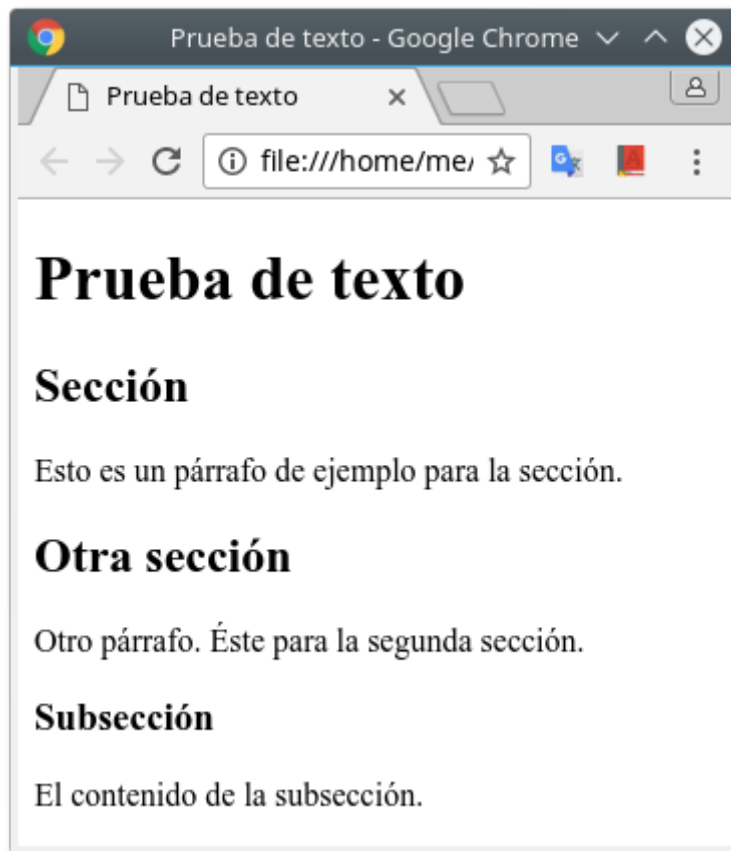 Prueba de texto - Google Chrome
Prueba de texto
file:///home/me/
Prueba de texto
Sección
Esto es un párrafo de ejemplo para la sección.
Otra sección
Otro párrafo. Éste para la segunda sección.
Subsección
El contenido de la subsección.